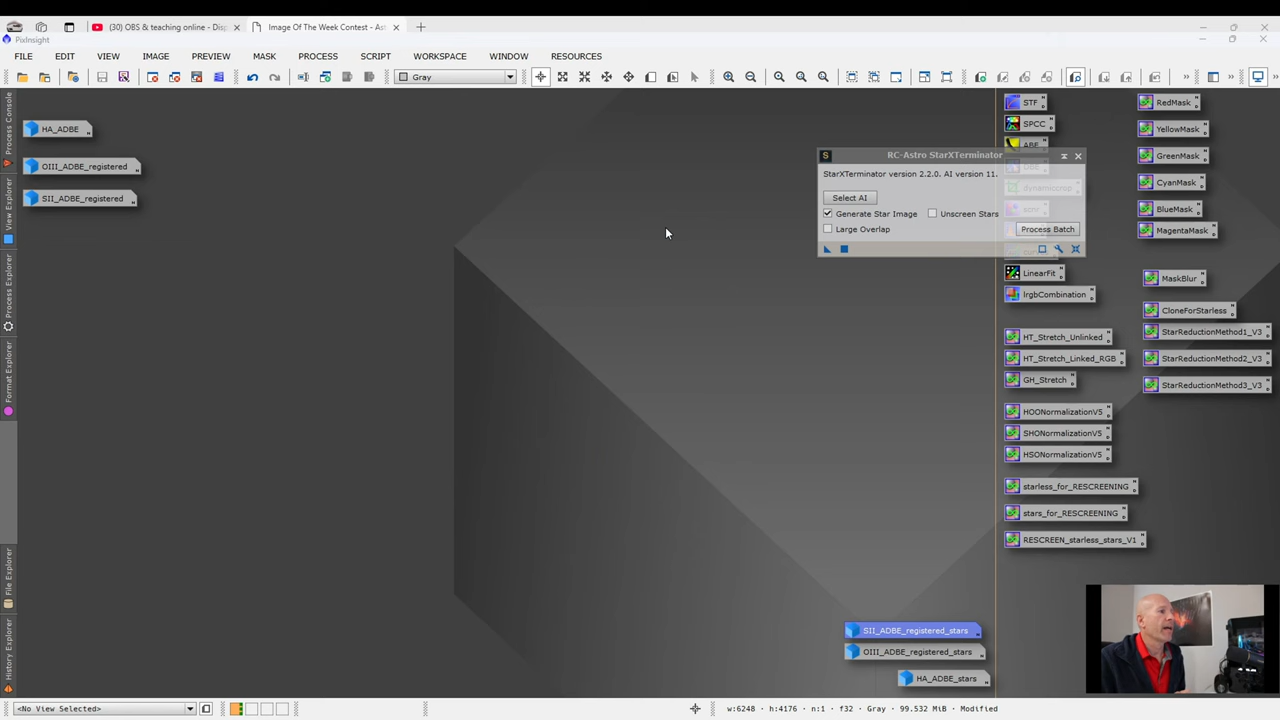 (30) OBS & teaching online - Disp
Image Of The Week Contest - Ast
PixInsight
FILE EDIT VIEW IMAGE PREVIEW MASK PROCESS SCRIPT WORKSPACE WINDOW RESOURCES
Gray
Process Console
View Explorer
Process Explorer
Format Explorer
File Explorer
History Explorer
HA_ADBE
OIII_ADBE_registered
SII_ADBE_registered
RC-Astro StarXTerminator
StarXTerminator version 2.2.0. AI version 11.
Select AI
Generate Star Image
Unscreen Stars
Large Overlap
Process Batch
STF
SPCC
ABE
DBE
dynamiccrop
scnr
LinearFit
lrgbCombination
HT_Stretch_Unlinked
HT_Stretch_Linked_RGB
GH_Stretch
HOONormalizationV5
SHONormalizationV5
HSONormalizationV5
starless_for_RESCREENING
stars_for_RESCREENING
RESCREEN_starless_stars_V1
RedMask
YellowMask
GreenMask
CyanMask
BlueMask
MagentaMask
MaskBlur
CloneForStarless
StarReductionMethod1_V3
StarReductionMethod2_V3
StarReductionMethod3_V3
SII_ADBE_registered_stars
OIII_ADBE_registered_stars
HA_ADBE_stars
<No View Selected>
w:6248 · h:4176 · n:1 · f32 · Gray · 99.532 MiB · Modified